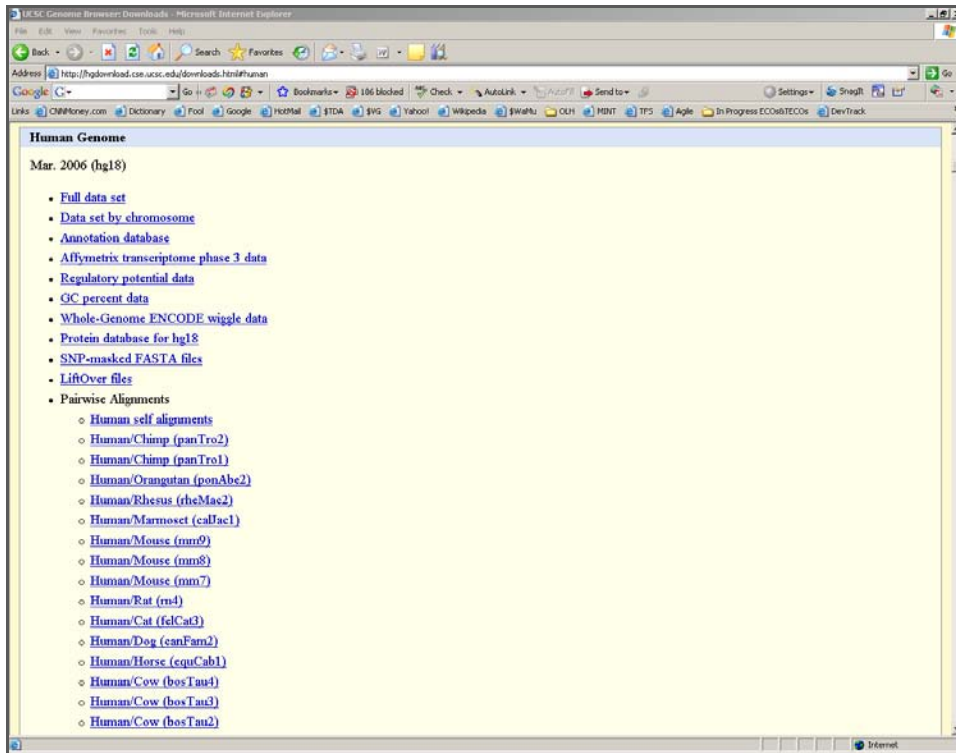 UCSC Genome Browser: Downloads - Microsoft Internet Explorer
File Edit View Favorites Tools Help
Back Search Favorites
Address http://hgdownload.cse.ucsc.edu/downloads.html#human Go
Google Go Bookmarks 106 blocked Check AutoLink AutoFill Send to Settings SnagIt
Links CNNMoney.com Dictionary Fool Google HotMail $TDA $VG Yahoo! Wikipedia $WaMu OLH MINT TPS Agile In Progress ECOs&TECOs DevTrack
Human Genome
Mar. 2006 (hg18)
• Full data set
• Data set by chromosome
• Annotation database
• Affymetrix transcriptome phase 3 data
• Regulatory potential data
• GC percent data
• Whole-Genome ENCODE wiggle data
• Protein database for hg18
• SNP-masked FASTA files
• LiftOver files
• Pairwise Alignments
o Human self alignments
o Human/Chimp (panTro2)
o Human/Chimp (panTro1)
o Human/Orangutan (ponAbe2)
o Human/Rhesus (rheMac2)
o Human/Marmoset (calJac1)
o Human/Mouse (mm9)
o Human/Mouse (mm8)
o Human/Mouse (mm7)
o Human/Rat (rn4)
o Human/Cat (felCat3)
o Human/Dog (canFam2)
o Human/Horse (equCab1)
o Human/Cow (bosTau4)
o Human/Cow (bosTau3)
o Human/Cow (bosTau2)
Internet